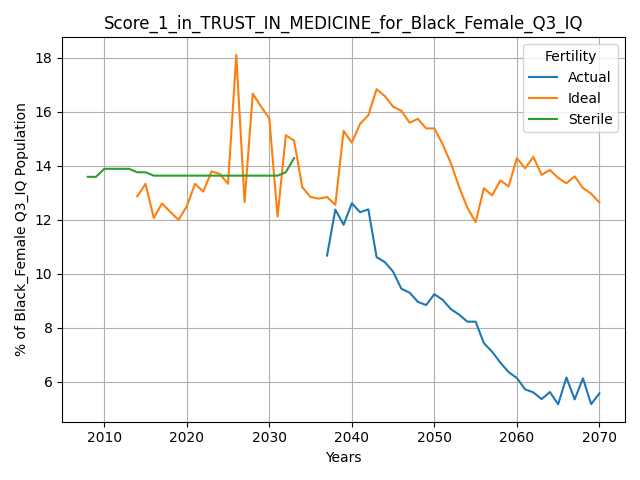 Score_1_in_TRUST_IN_MEDICINE_for_Black_Female_Q3_IQ
Fertility
Actual
Ideal
Sterile
% of Black_Female Q3_IQ Population
18
16
14
12
10
8
6
2010 2020 2030 2040 2050 2060 2070
Years